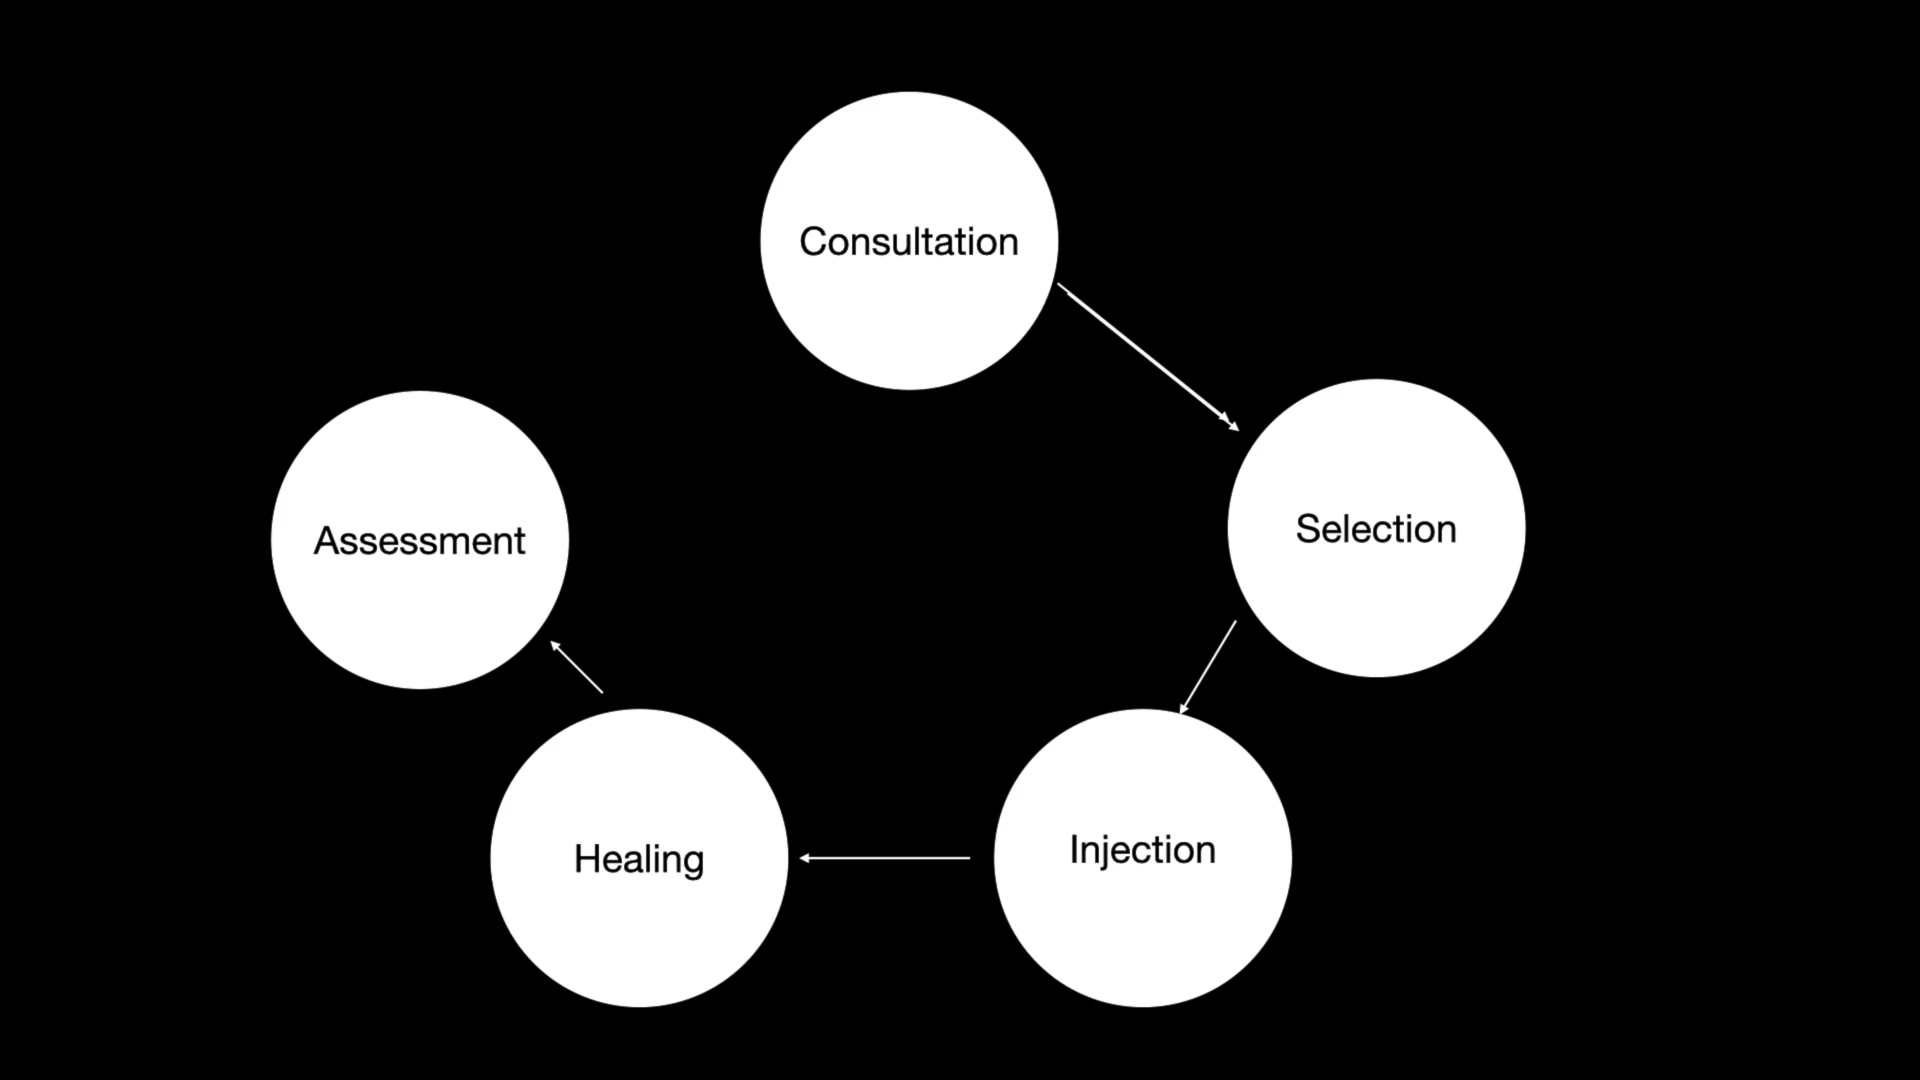 Consultation
Selection
Injection
Healing
Assessment